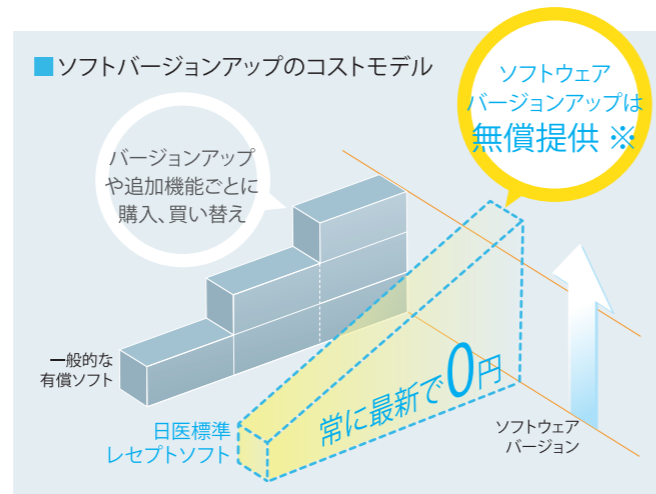 ■ソフトバージョンアップのコストモデル
ソフトウェア
バージョンアップは
無償提供 ※
バージョンアップ
や追加機能ごとに
購入、買い替え
一般的な
有償ソフト
日医標準
レセプトソフト
常に最新で0円
ソフトウェア
バージョン